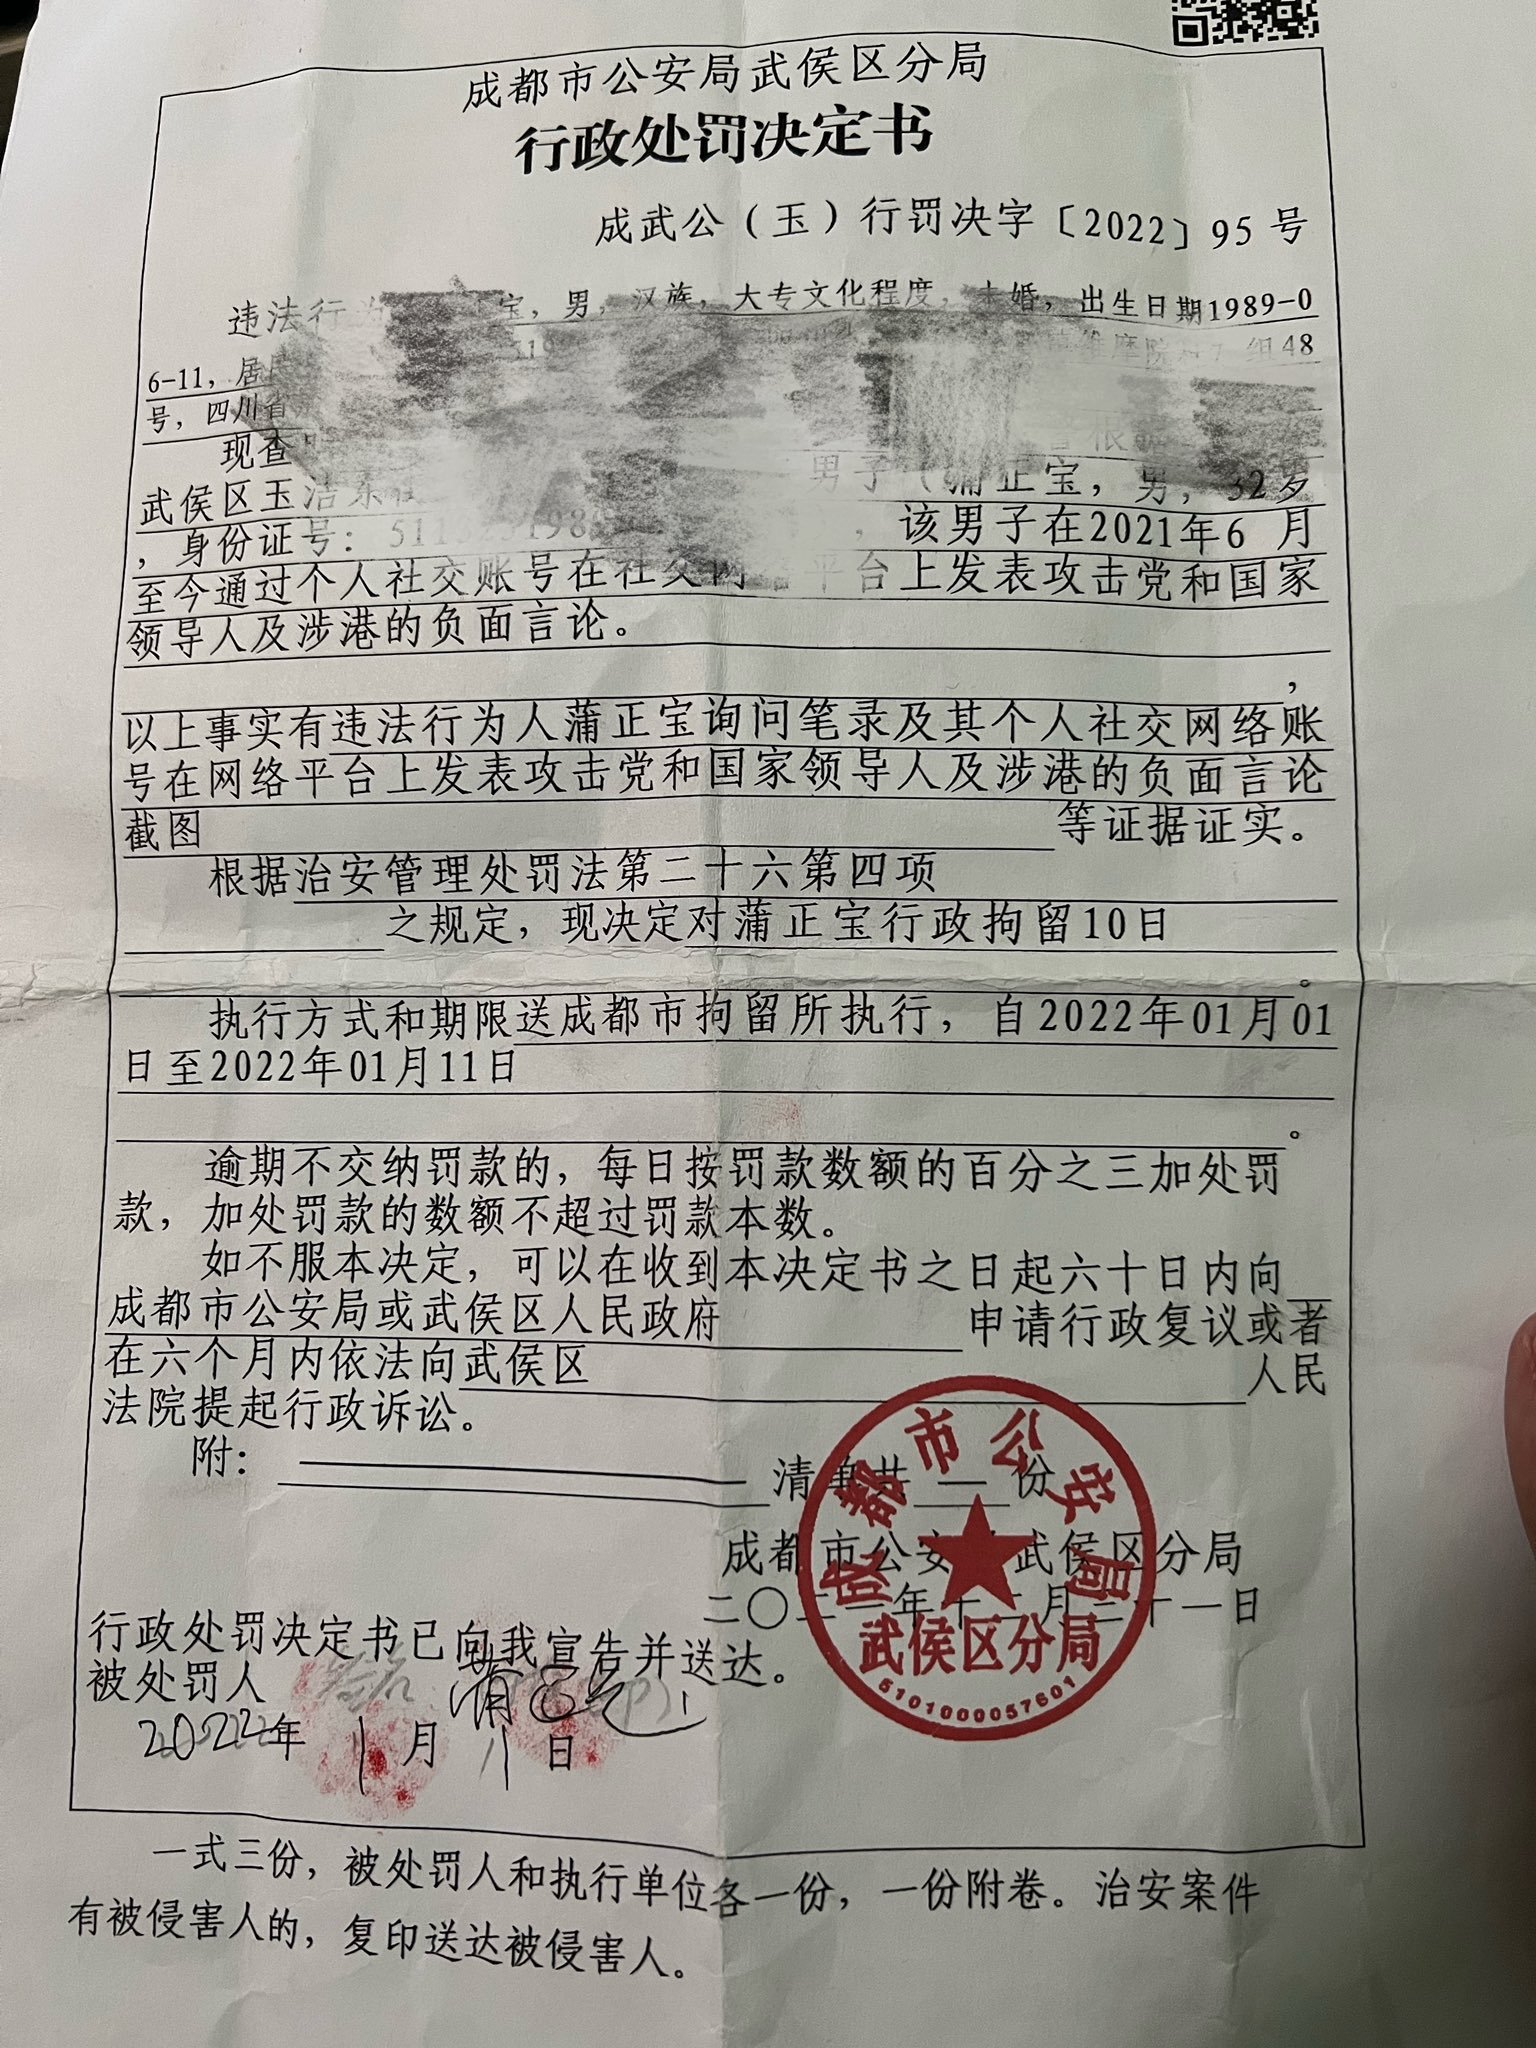 成都市公安局武侯区分局
行政处罚决定书
成武公（玉）行罚决字〔2022〕95号
违法行 宝，男，汉族，大专文化程度，未婚，出生日期1989-0
6-11，居 组48
号，四川省
现查
武侯区玉洁东 男子（ 正宝，男，32岁
，身份证号： ，该男子在2021年6月
至今通过个人社交账号在社交网络平台上发表攻击党和国家
领导人及涉港的负面言论。
，
以上事实有违法行为人蒲正宝询问笔录及其个人社交网络账
号在网络平台上发表攻击党和国家领导人及涉港的负面言论
截图 等证据证实。
根据治安管理处罚法第二十六第四项
之规定，现决定对蒲正宝行政拘留10日
。
执行方式和期限送成都市拘留所执行，自2022年01月01
日至2022年01月11日
。
逾期不交纳罚款的，每日按罚款数额的百分之三加处罚
款，加处罚款的数额不超过罚款本数。
如不服本决定，可以在收到本决定书之日起六十日内向
成都市公安局或武侯区人民政府 申请行政复议或者
在六个月内依法向武侯区 人民
法院提起行政诉讼。
附： 清单共 一 份
成都市公安局武侯区分局
二〇二一年十二月三十一日
成都市公安局
武侯区分局
5101000057601
行政处罚决定书已向我宣告并送达。
被处罚人
2022年1月1日
一式三份，被处罚人和执行单位各一份，一份附卷。治安案件
有被侵害人的，复印送达被侵害人。